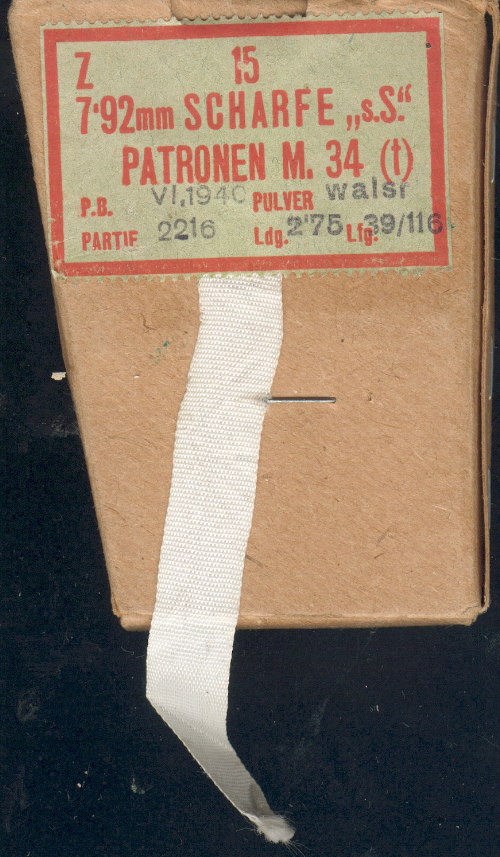 Z 15
7·92mm SCHARFE „s.S.“
PATRONEN M. 34 (t)
P.B. VI.1940 PULVER walsr
PARTIE 2216 Ldg. 2'75 Lfg. 39/116